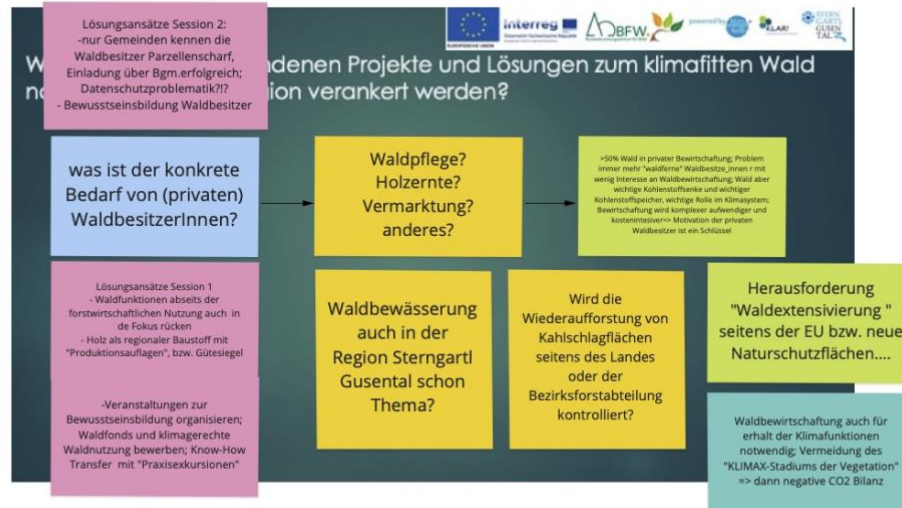 Lösungsansätze Session 2:
-nur Gemeinden kennen die
Waldbesitzer Parzellenscharf,
Einladung über Bgm.erfolgreich;
Datenschutzproblematik?!?
- Bewusstseinsbildung Waldbesitzer
EUROPÄISCHE UNION
Interreg
BFW
powered by
KLAR!
STERN
GARTL
GUSEN
TAL
W
ndenen Projekte und Lösungen zum klimafitten Wald
n
ion verankert werden?
was ist der konkrete
Bedarf von (privaten)
WaldbesitzerInnen?
Waldpflege?
Holzernte?
Vermarktung?
anderes?
>50% Wald in privater Bewirtschaftung; Problem
immer mehr "waldferne" Waldbesitze_innen r mit
wenig Interesse an Waldbewirtschaftung; Wald aber
wichtige Kohlenstoffsenke und wichtiger
Kohlenstoffspeicher, wichtige Rolle im Klimasystem;
Bewirtschaftung wird komplexer aufwendiger und
kostenintesiver=> Motivation der privaten
Waldbesitzer ist ein Schlüssel
Lösungsansätze Session 1
- Waldfunktionen abseits der
forstwirtschaftlichen Nutzung auch in
de Fokus rücken
- Holz als regionaler Baustoff mit
"Produktionsauflagen", bzw. Gütesiegel
-Veranstaltungen zur
Bewusstseinsbildung organisieren;
Waldfonds und klimagerechte
Waldnutzung bewerben; Know-How
Transfer mit "Praxisexkursionen"
Waldbewässerung
auch in der
Region Sterngartl
Gusental schon
Thema?
Wird die
Wiederaufforstung von
Kahlschlagflächen
seitens des Landes
oder der
Bezirksforstabteilung
kontrolliert?
Herausforderung
"Waldextensivierung "
seitens der EU bzw. neue
Naturschutzflächen....
Waldbewirtschaftung auch für
erhalt der Klimafunktionen
notwendig; Vermeidung des
"KLIMAX-Stadiums der Vegetation"
=> dann negative CO2 Bilanz